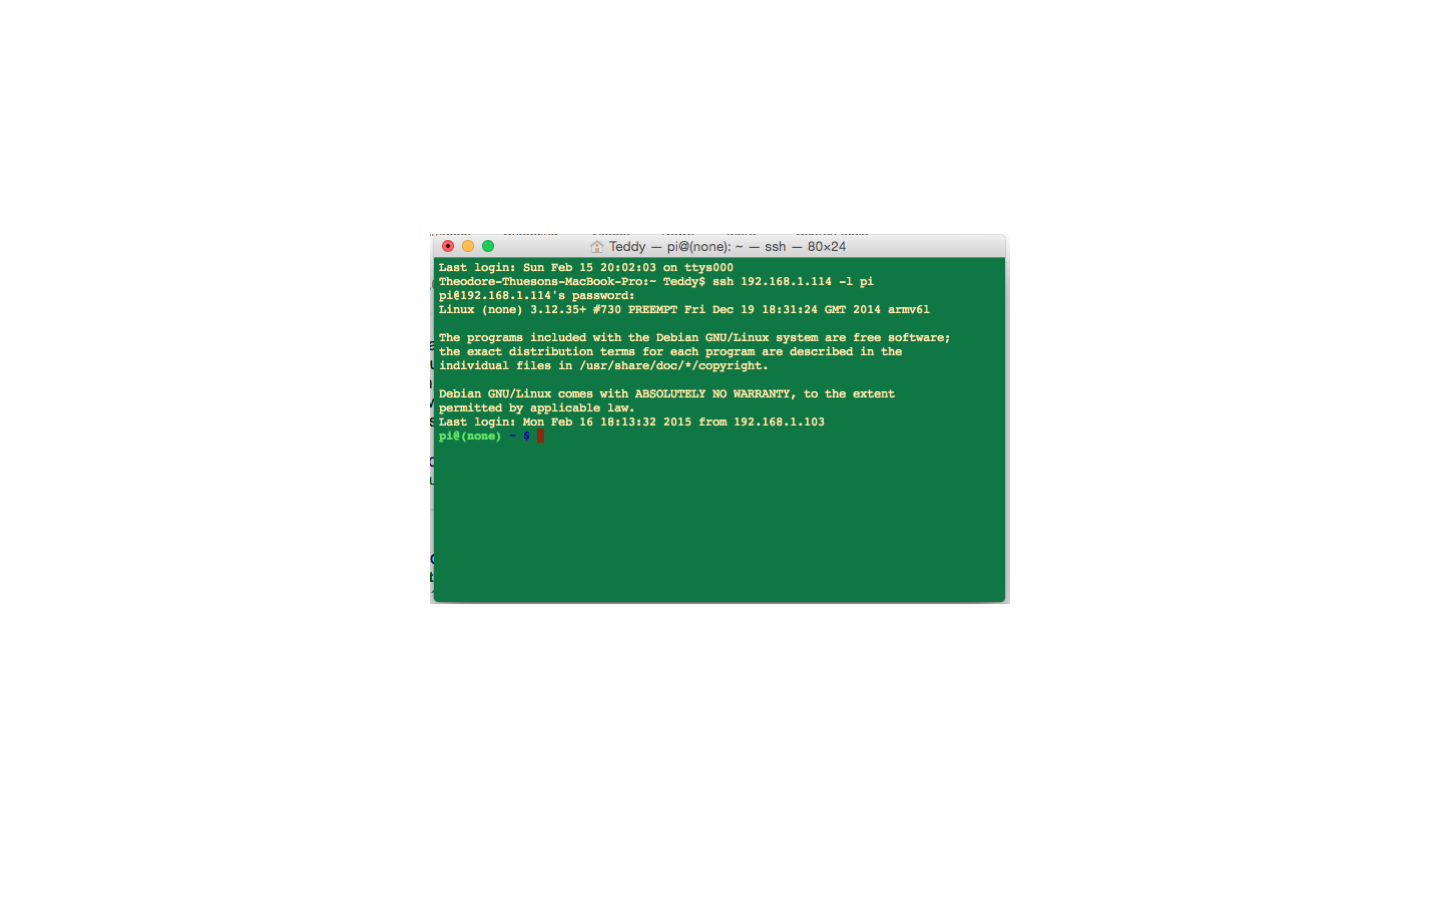 Teddy — pi@(none): ~ — ssh — 80×24
Last login: Sun Feb 15 20:02:03 on ttys000
Theodore-Thuesons-MacBook-Pro:~ Teddy$ ssh 192.168.1.114 -l pi
pi@192.168.1.114's password:
Linux (none) 3.12.35+ #730 PREEMPT Fri Dec 19 18:31:24 GMT 2014 armv6l
The programs included with the Debian GNU/Linux system are free software;
the exact distribution terms for each program are described in the
individual files in /usr/share/doc/*/copyright.
Debian GNU/Linux comes with ABSOLUTELY NO WARRANTY, to the extent
permitted by applicable law.
Last login: Mon Feb 16 18:13:32 2015 from 192.168.1.103
pi@(none) ~ $